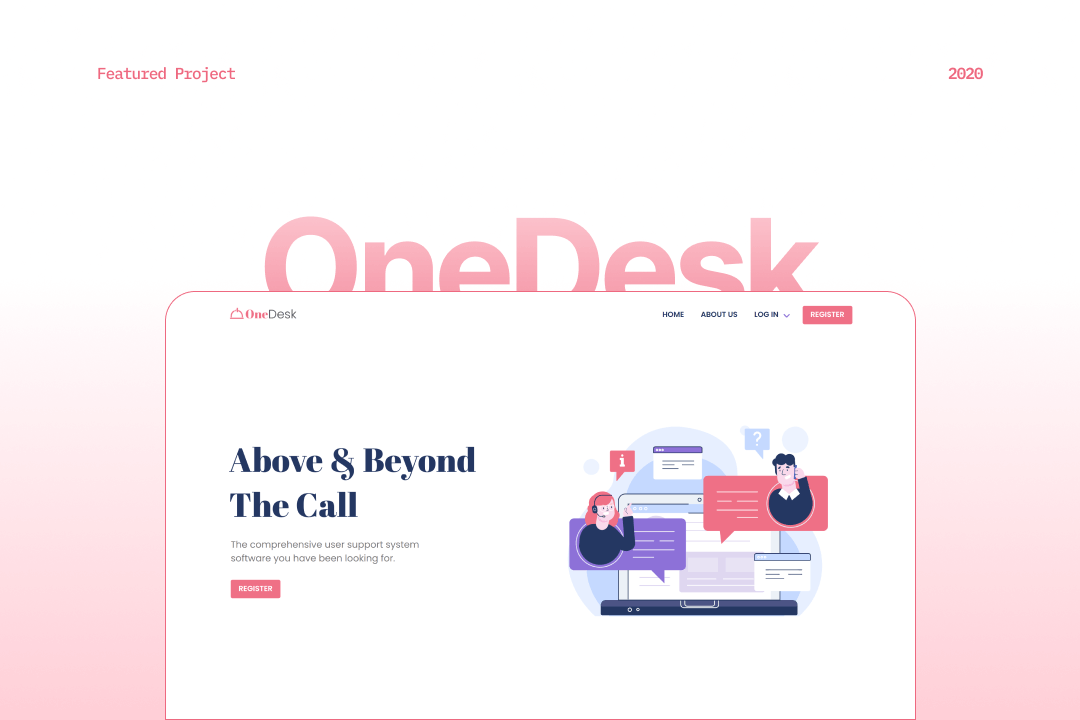 Featured Project
2020
OneDesk
OneDesk
HOME
ABOUT US
LOG IN
REGISTER
Above & Beyond
The Call
The comprehensive user support system
software you have been looking for.
REGISTER
i
?